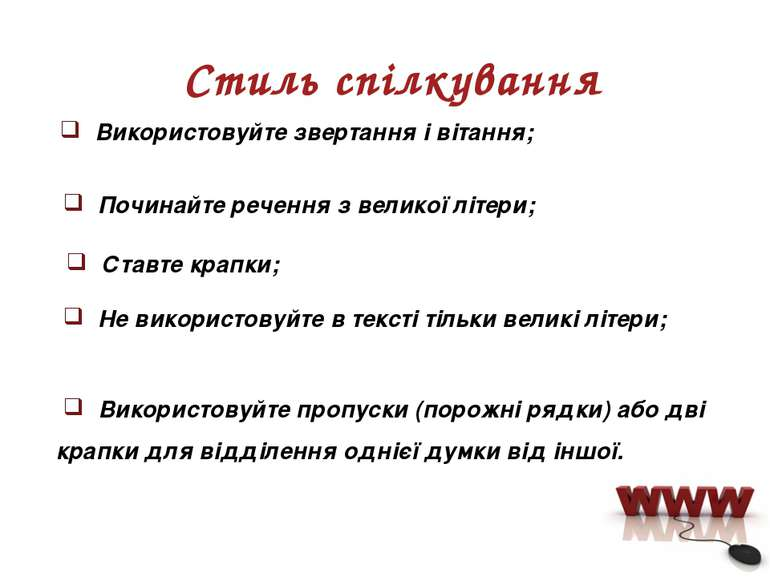 Стиль спілкування
Використовуйте звертання і вітання;
Починайте речення з великої літери;
Ставте крапки;
Не використовуйте в тексті тільки великі літери;
Використовуйте пропуски (порожні рядки) або дві
крапки для відділення однієї думки від іншої.
WWW